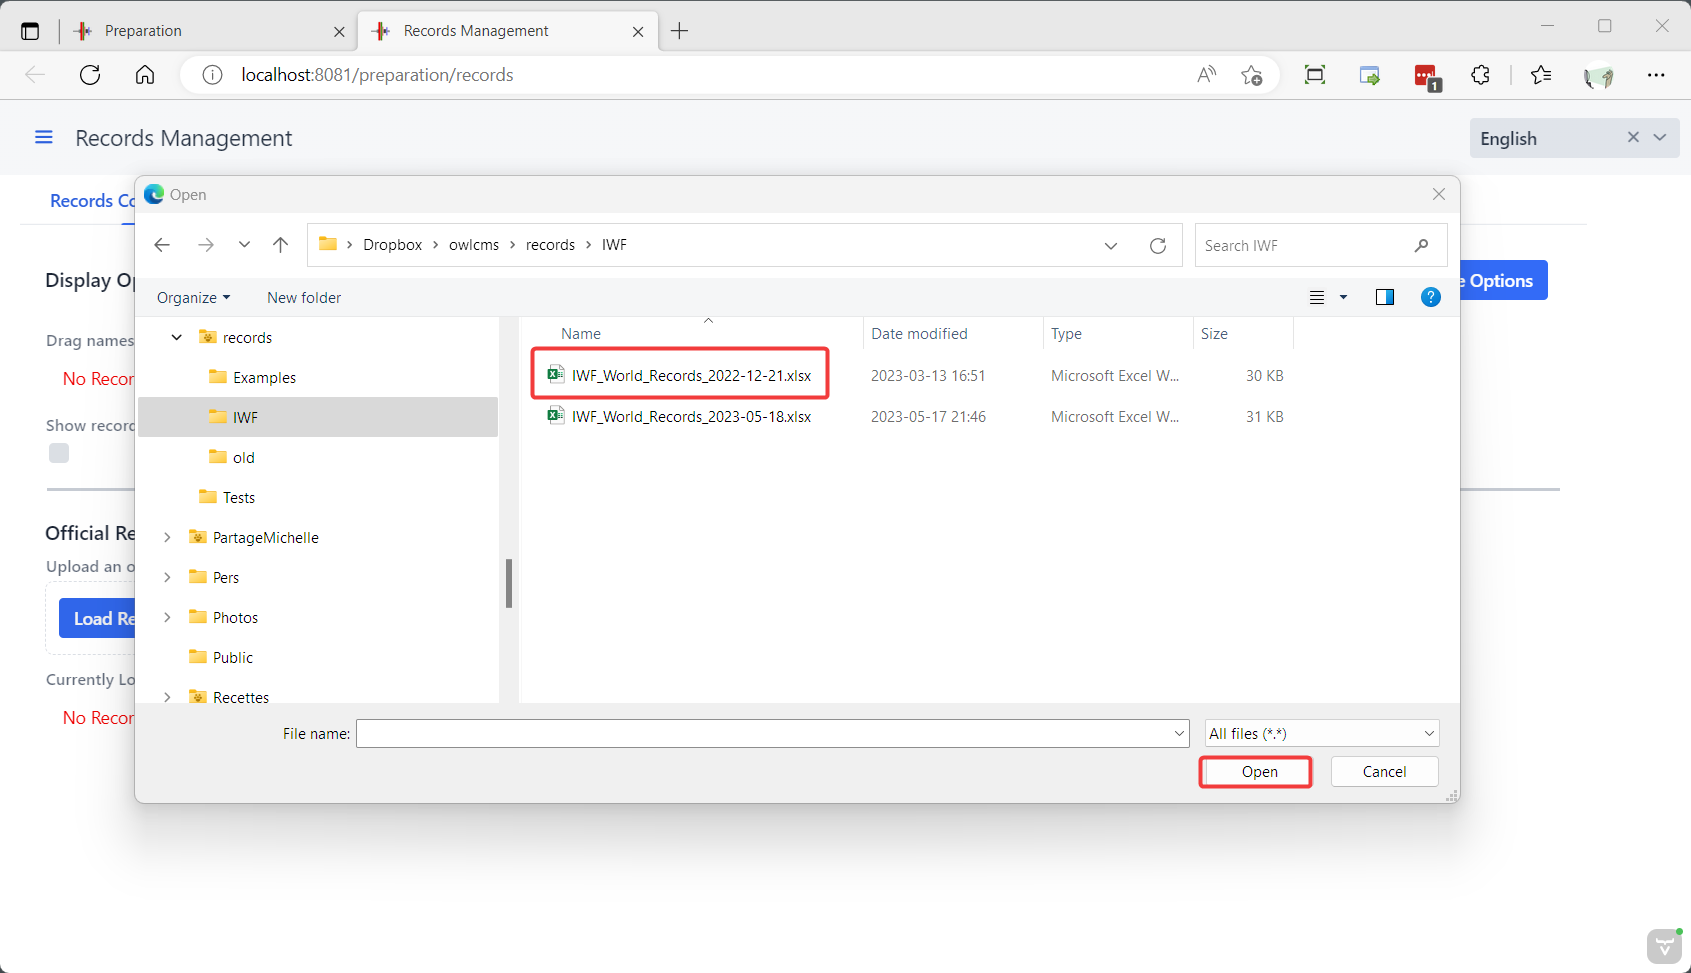 Preparation
Records Management
localhost:8081/preparation/records
1
Records Management
English
Records Co
Open
Dropbox > owlcms > records > IWF
Search IWF
Display Op
e Options
Organize
New folder
?
records
Name
Date modified
Type
Size
Drag names
Examples
IWF_World_Records_2022-12-21.xlsx
2023-03-13 16:51
Microsoft Excel W...
30 KB
No Recor
IWF
IWF_World_Records_2023-05-18.xlsx
2023-05-17 21:46
Microsoft Excel W...
31 KB
Show record
old
Tests
Official Re
PartageMichelle
Upload an o
Pers
Load Re
Photos
Public
Currently Lo
Recettes
No Recor
File name:
All files (*.*)
Open
Cancel